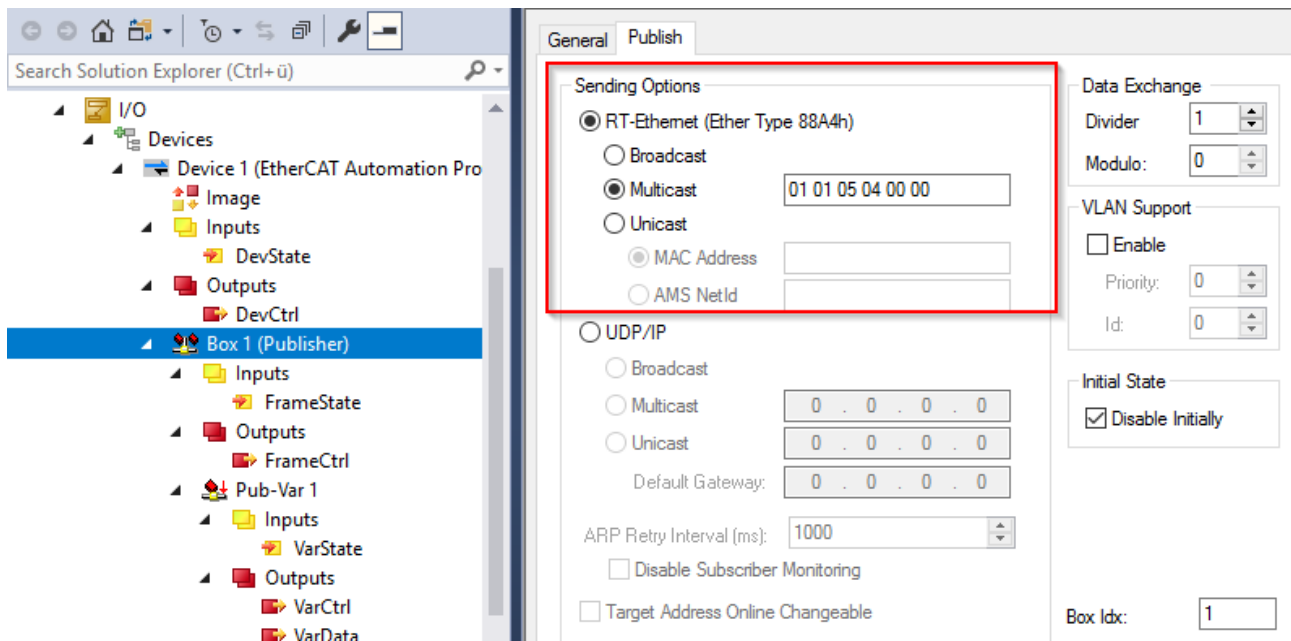 Search Solution Explorer (Ctrl+ü)
I/O
Devices
Device 1 (EtherCAT Automation Pro
Image
Inputs
DevState
Outputs
DevCtrl
Box 1 (Publisher)
Inputs
FrameState
Outputs
FrameCtrl
Pub-Var 1
Inputs
VarState
Outputs
VarCtrl
VarData
General Publish
Sending Options
RT-Ethernet (Ether Type 88A4h)
Broadcast
Multicast 01 01 05 04 00 00
Unicast
MAC Address
AMS NetId
UDP/IP
Broadcast
Multicast 0 . 0 . 0 . 0
Unicast 0 . 0 . 0 . 0
Default Gateway: 0 . 0 . 0 . 0
ARP Retry Interval (ms): 1000
Disable Subscriber Monitoring
Target Address Online Changeable
Data Exchange
Divider 1
Modulo: 0
VLAN Support
Enable
Priority: 0
Id: 0
Initial State
Disable Initially
Box Idx: 1